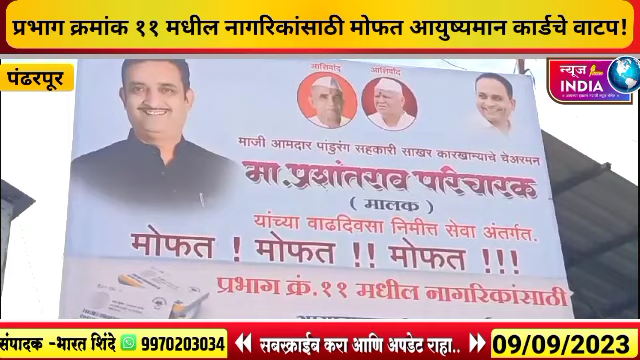 प्रभाग क्रमांक ११ मधील नागरिकांसाठी मोफत आयुष्यमान कार्डचे वाटप!
पंढरपूर
न्यूज
INDIA
आशिर्वाद
आशिर्वाद
माजी आमदार पांडुरंग सहकारी साखर कारखान्याचे चेअरमन
मा.प्रशांतराव परिचारक
( मालक )
यांच्या वाढदिवसा निमीत्त सेवा अंतर्गत.
मोफत ! मोफत !! मोफत !!!
प्रभाग क्रं.११ मधील नागरिकांसाठी
संपादक -भारत शिंदे 9970203034
सबस्क्राईब करा आणि अपडेट राहा..
09/09/2023